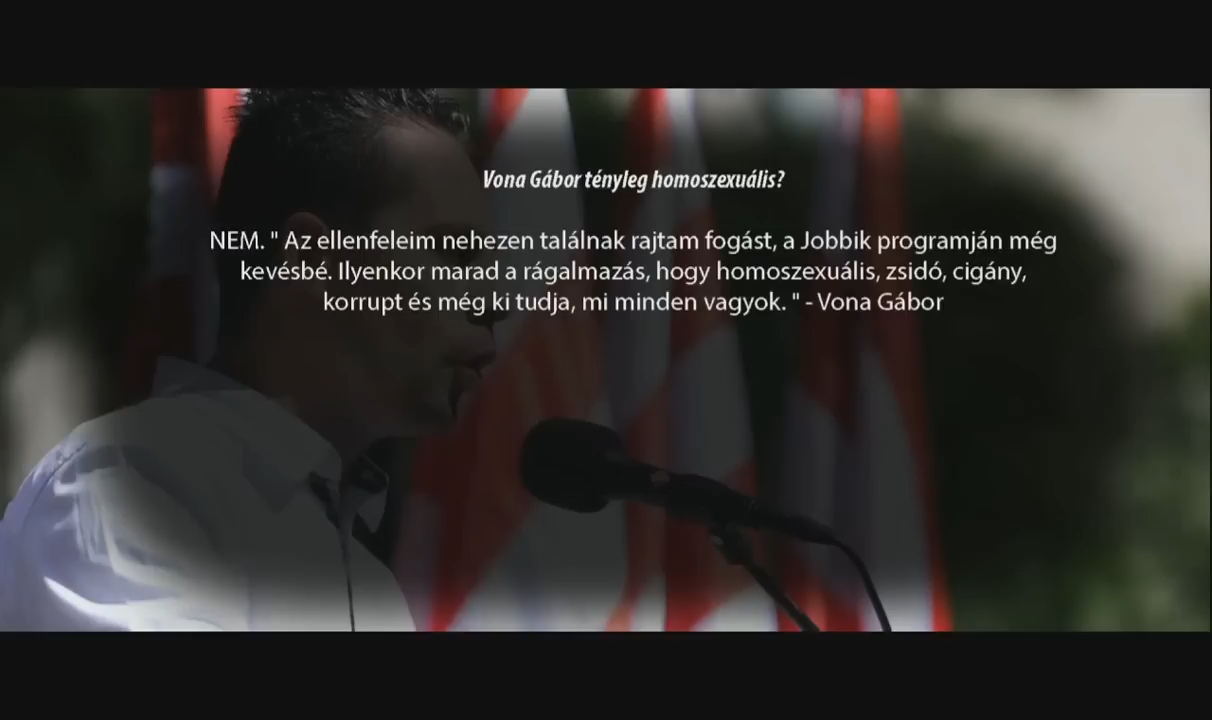 Vona Gábor tényleg homoszexuális?
NEM. " Az ellenfeleim nehezen találnak rajtam fogást, a Jobbik programján még
kevésbé. Ilyenkor marad a rágalmazás, hogy homoszexuális, zsidó, cigány,
korrupt és még ki tudja, mi minden vagyok. " - Vona Gábor